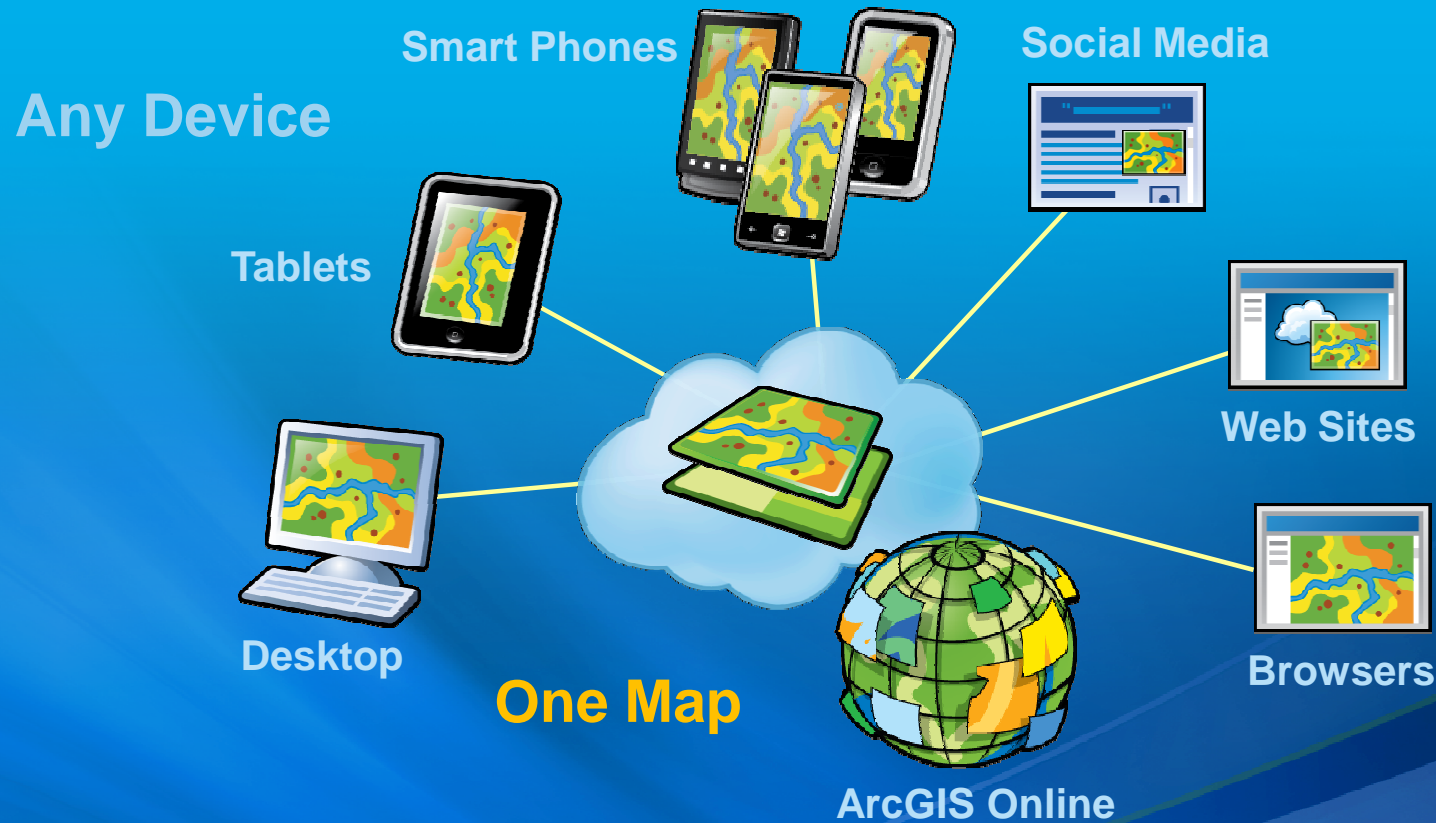 Smart Phones
Social Media
Any Device
Tablets
Web Sites
Desktop
Browsers
One Map
ArcGIS Online